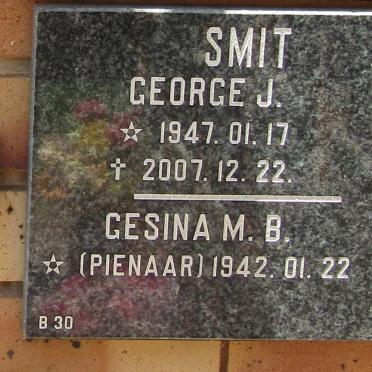 SMIT
GEORGE J.
☆ 1947. 01. 17
✝ 2007. 12. 22.
GESINA M. B.
☆ (PIENAAR) 1942. 01. 22
B 30